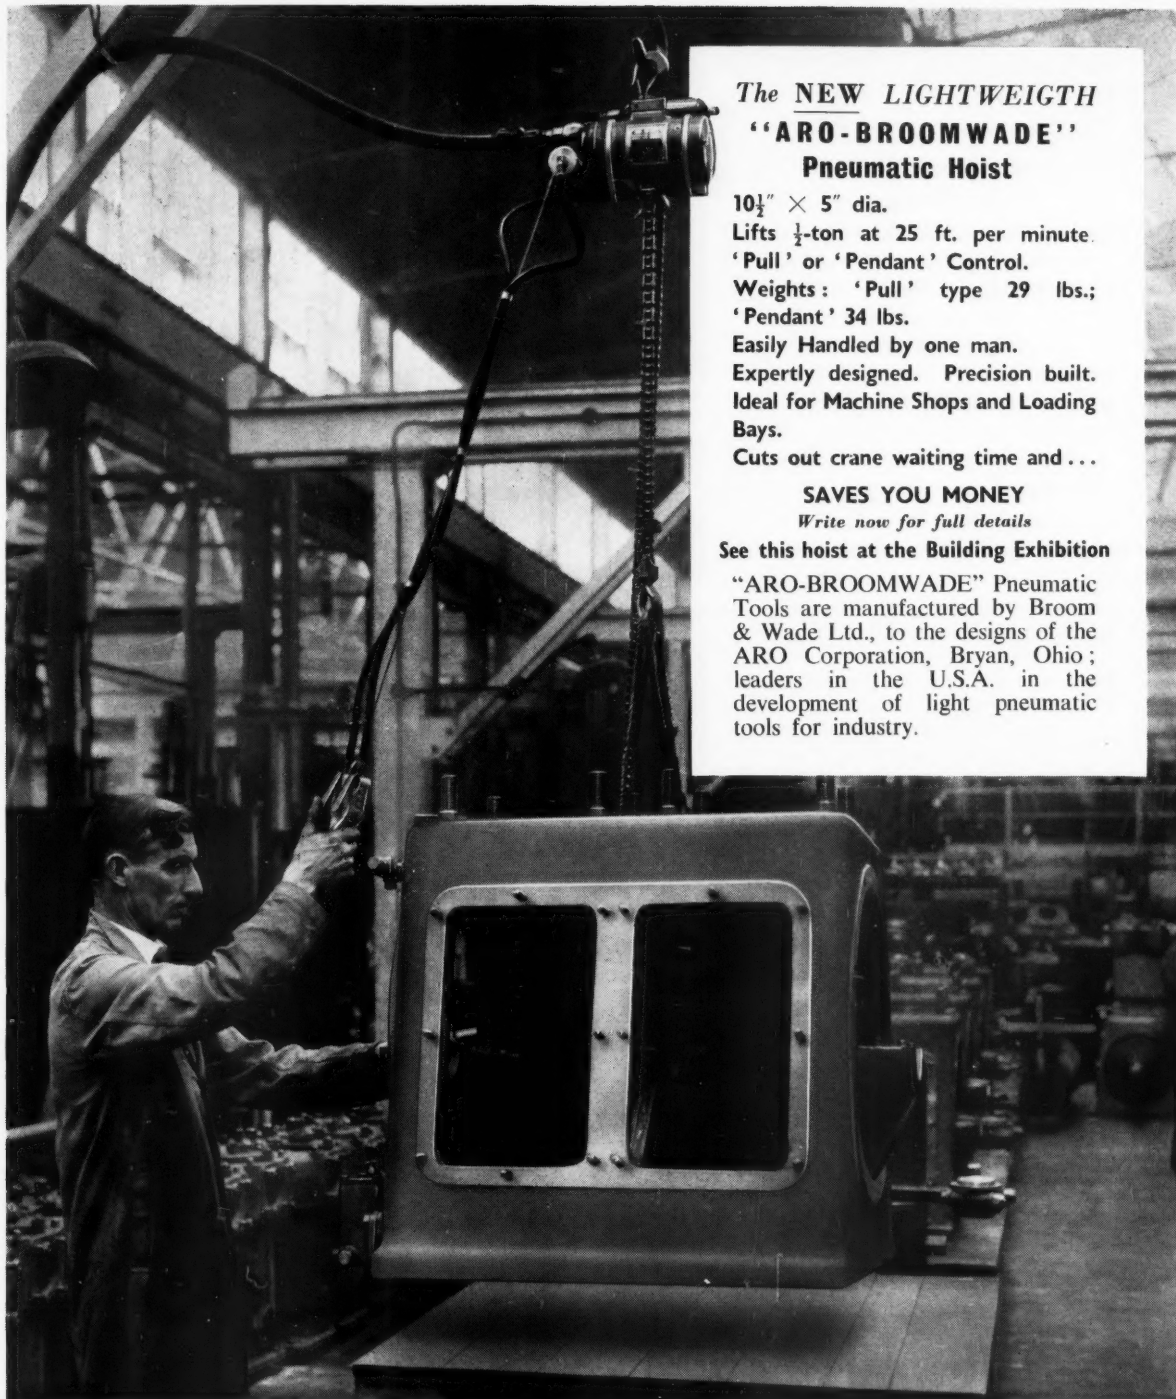 The NEW LIGHTWEIGTH
“ARO-BROOMWADE”
Pneumatic Hoist
10½″ × 5″ dia.
Lifts ½-ton at 25 ft. per minute.
‘Pull’ or ‘Pendant’ Control.
Weights : ‘Pull’ type 29 lbs.;
‘Pendant’ 34 lbs.
Easily Handled by one man.
Expertly designed. Precision built.
Ideal for Machine Shops and Loading
Bays.
Cuts out crane waiting time and ...
SAVES YOU MONEY
Write now for full details
See this hoist at the Building Exhibition
“ARO-BROOMWADE” Pneumatic
Tools are manufactured by Broom
& Wade Ltd., to the designs of the
ARO Corporation, Bryan, Ohio ;
leaders in the U.S.A. in the
development of light pneumatic
tools for industry.